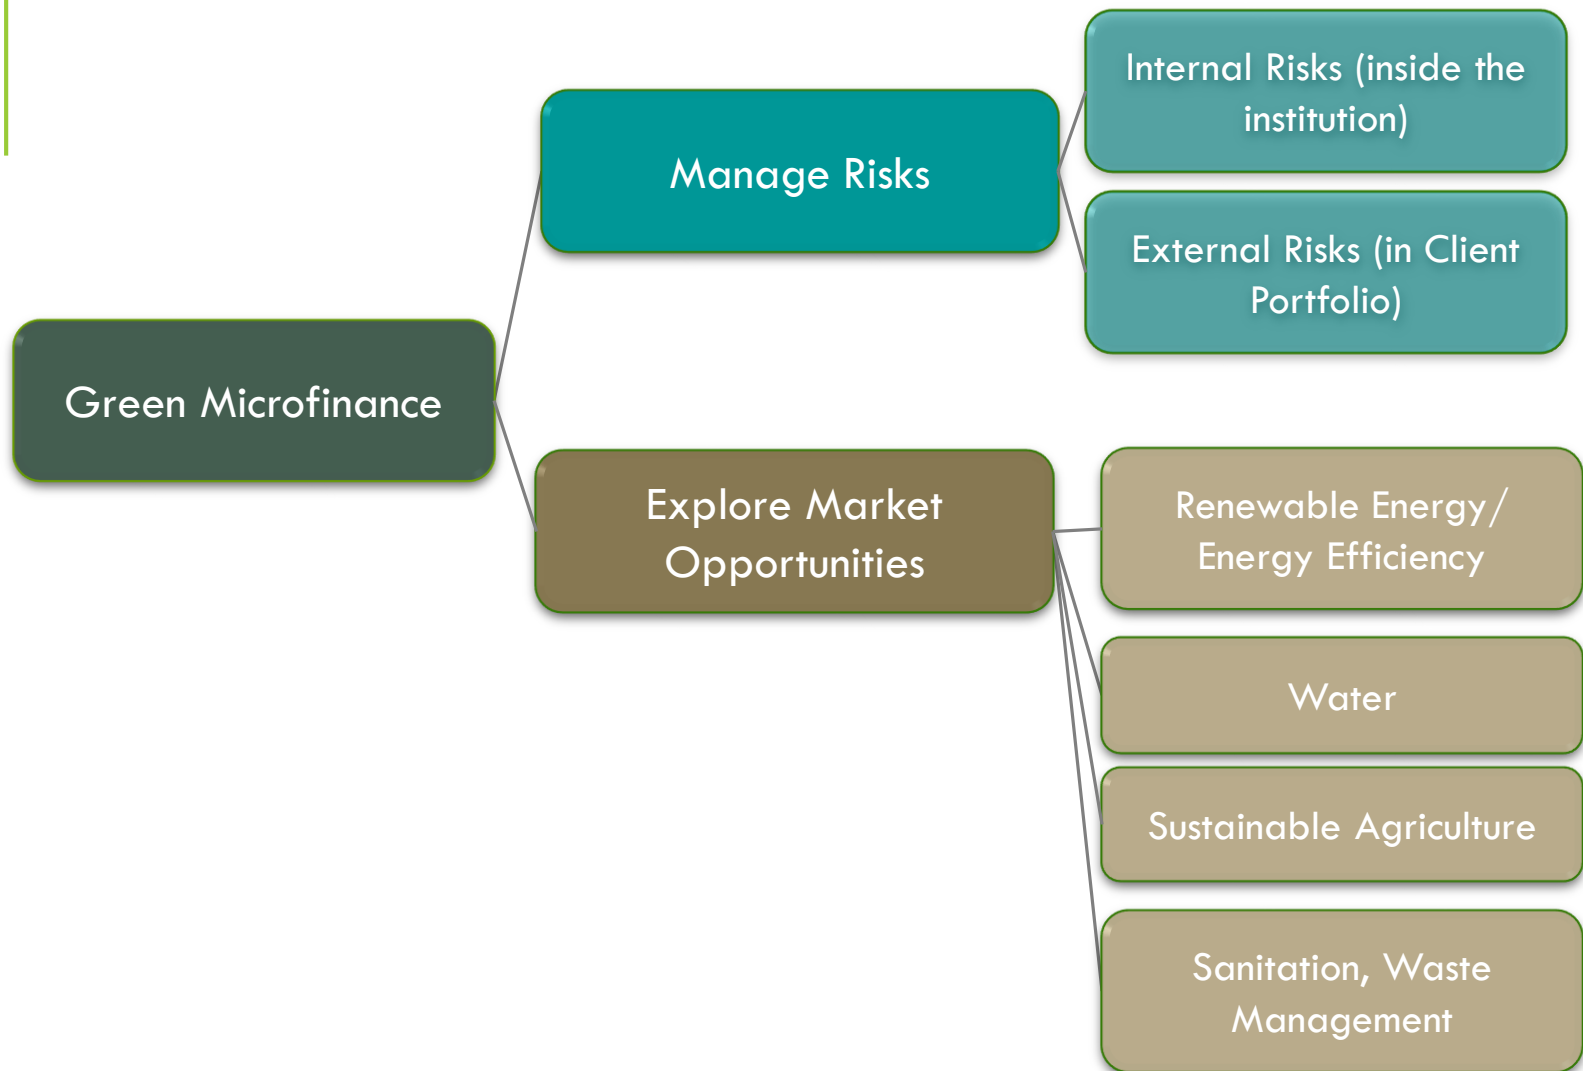 Green Microfinance
Manage Risks
Internal Risks (inside the
institution)
External Risks (in Client
Portfolio)
Explore Market
Opportunities
Renewable Energy/
Energy Efficiency
Water
Sustainable Agriculture
Sanitation, Waste
Management